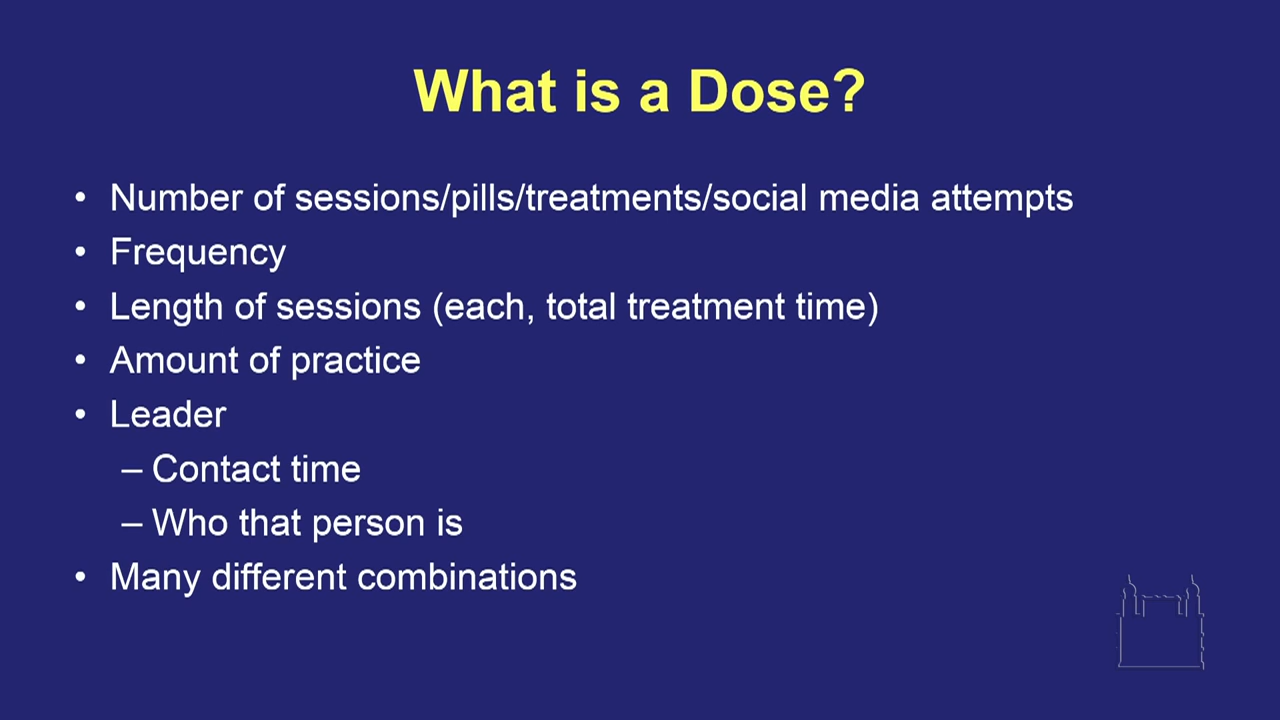 What is a Dose?
• Number of sessions/pills/treatments/social media attempts
• Frequency
• Length of sessions (each, total treatment time)
• Amount of practice
• Leader
– Contact time
– Who that person is
• Many different combinations